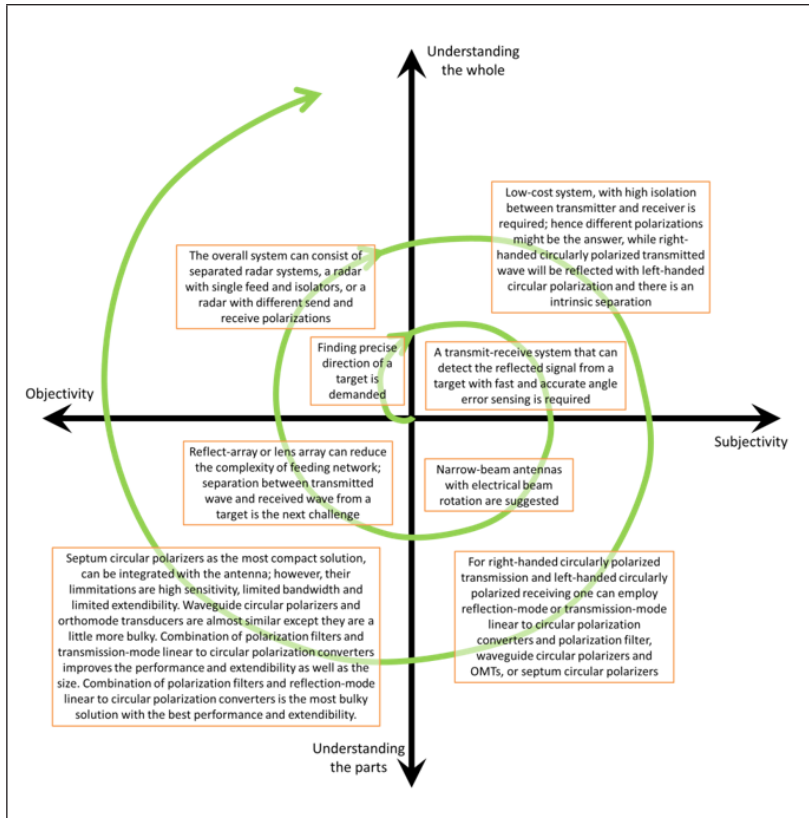 Understanding
the whole
Low-cost system, with high isolation
between transmitter and receiver is
required; hence different polarizations
might be the answer, while right-
handed circularly polarized transmitted
wave will be reflected with left-handed
circular polarization and there is an
intrinsic separation
The overall system can consist of
separated radar systems, a radar
with single feed and isolators, or a
radar with different send and
receive polarizations
Finding precise
direction of a
target is
demanded
A transmit-receive system that can
detect the reflected signal from a
target with fast and accurate angle
error sensing is required
Objectivity
Subjectivity
Reflect-array or lens array can reduce
the complexity of feeding network;
separation between transmitted
wave and received wave from a
target is the next challenge
Narrow-beam antennas
with electrical beam
rotation are suggested
Septum circular polarizers as the most compact solution,
can be integrated with the antenna; however, their
limmitations are high sensitivity, limited bandwidth and
limited extendibility. Waveguide circular polarizers and
orthomode transducers are almost similar except they are a
little more bulky. Combination of polarization filters and
transmission-mode linear to circular polarization converters
improves the performance and extendibility as well as the
size. Combination of polarization filters and reflection-mode
linear to circular polarization converters is the most bulky
solution with the best performance and extendibility.
For right-handed circularly polarized
transmission and left-handed circularly
polarized receiving one can employ
reflection-mode or transmission-mode
linear to circular polarization
converters and polarization filter,
waveguide circular polarizers and
OMTs, or septum circular polarizers
Understanding
the parts